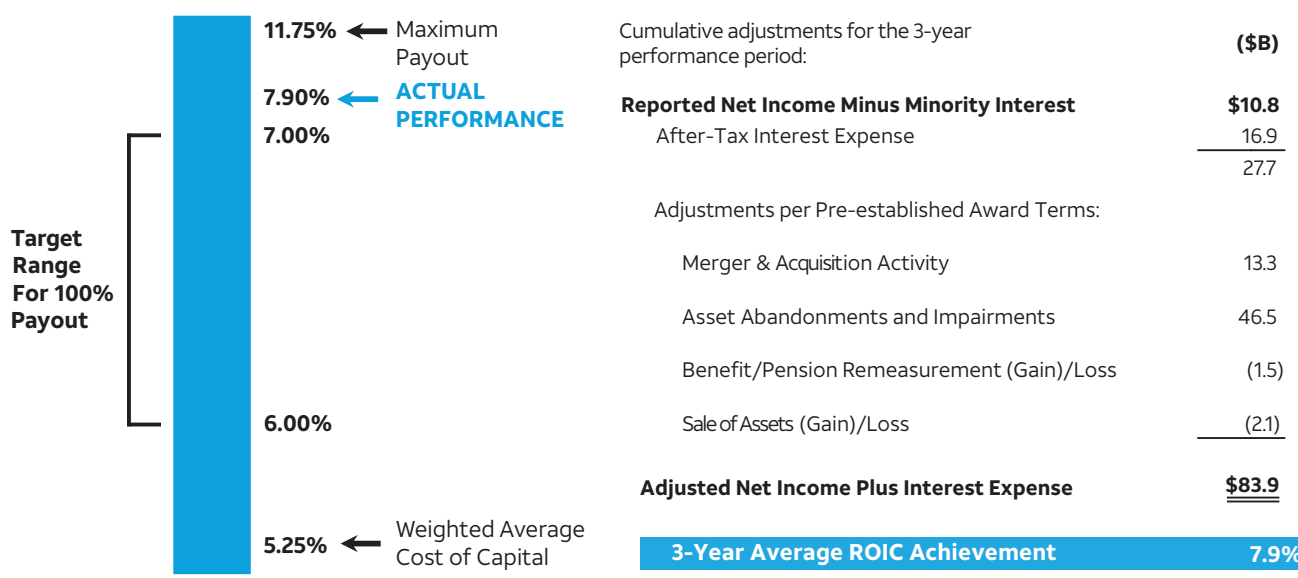 11.75%
Maximum
Payout
7.90%
ACTUAL
PERFORMANCE
7.00%
Target
Range
For 100%
Payout
6.00%
5.25%
Weighted Average
Cost of Capital
Cumulative adjustments for the 3-year
performance period:
($B)
Reported Net Income Minus Minority Interest $10.8
After-Tax Interest Expense 16.9
27.7
Adjustments per Pre-established Award Terms:
Merger & Acquisition Activity 13.3
Asset Abandonments and Impairments 46.5
Benefit/Pension Remeasurement (Gain)/Loss (1.5)
Sale of Assets (Gain)/Loss (2.1)
Adjusted Net Income Plus Interest Expense $83.9
3-Year Average ROIC Achievement 7.9%